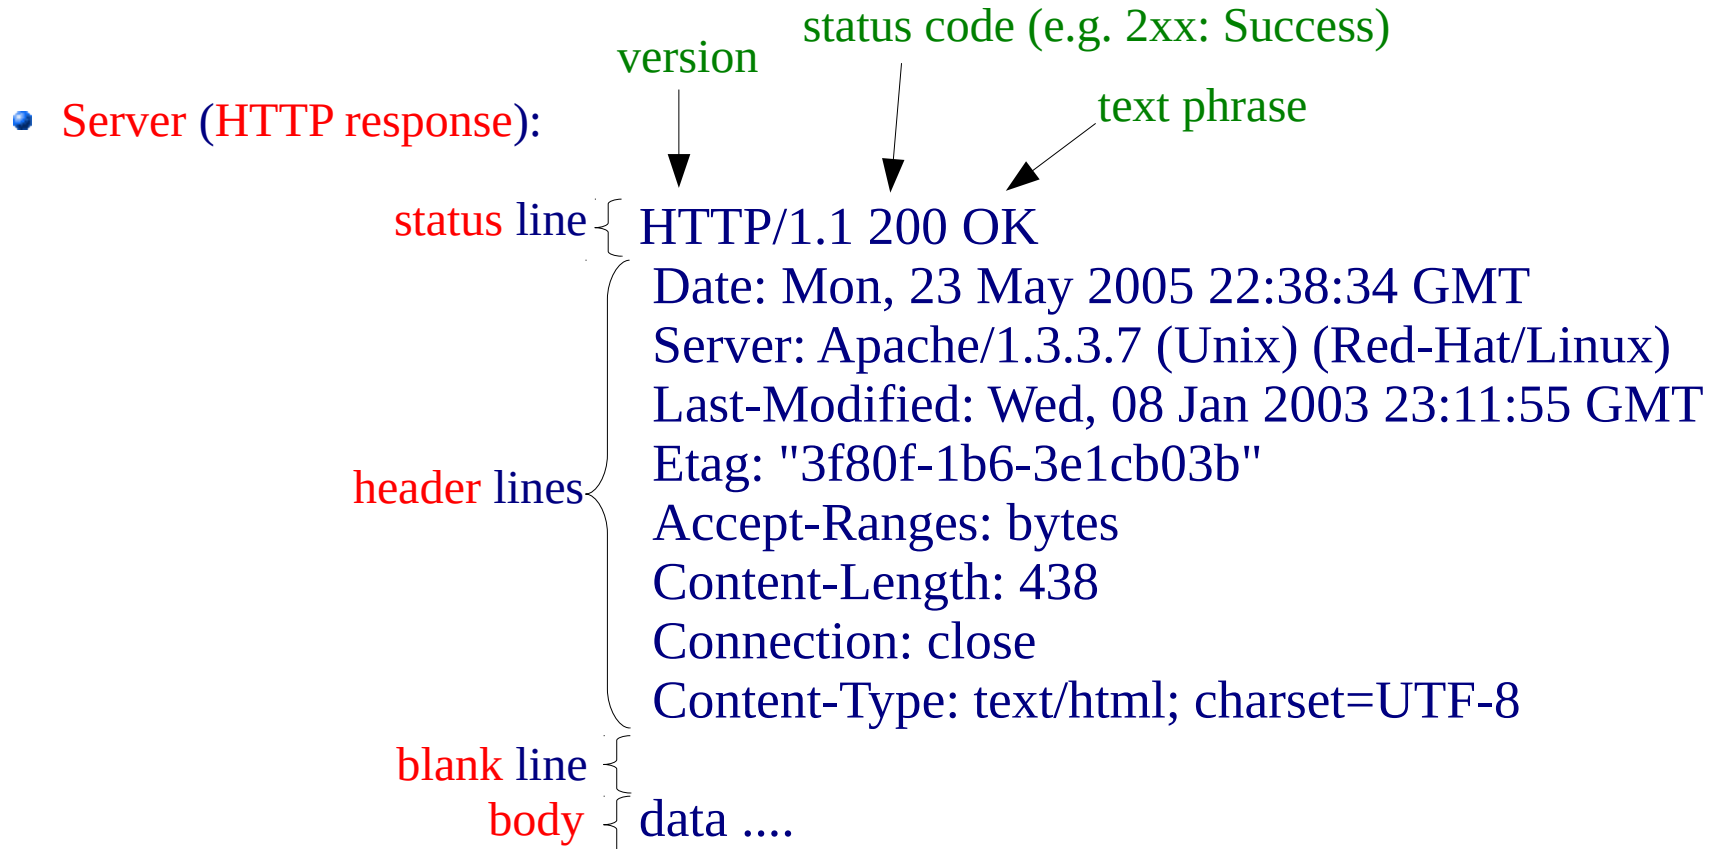 status code (e.g. 2xx: Success)
version
text phrase
Server (HTTP response):
status line
HTTP/1.1 200 OK
Date: Mon, 23 May 2005 22:38:34 GMT
Server: Apache/1.3.3.7 (Unix) (Red-Hat/Linux)
Last-Modified: Wed, 08 Jan 2003 23:11:55 GMT
Etag: "3f80f-1b6-3e1cb03b"
header lines
Accept-Ranges: bytes
Content-Length: 438
Connection: close
Content-Type: text/html; charset=UTF-8
blank line
body
data ....